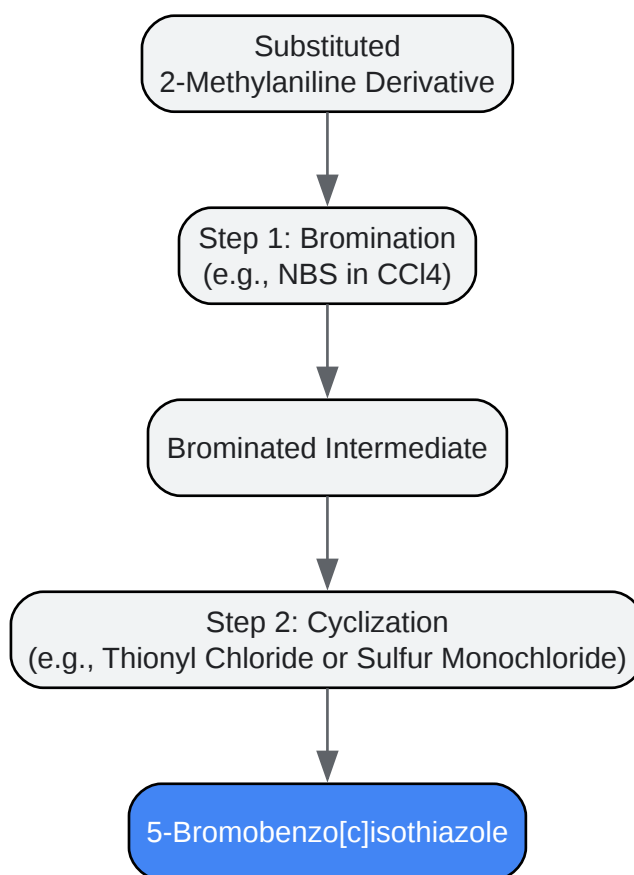 Substituted
2-Methylaniline Derivative
Step 1: Bromination
(e.g., NBS in CCl4)
Brominated Intermediate
Step 2: Cyclization
(e.g., Thionyl Chloride or Sulfur Monochloride)
5-Bromobenzo[c]isothiazole